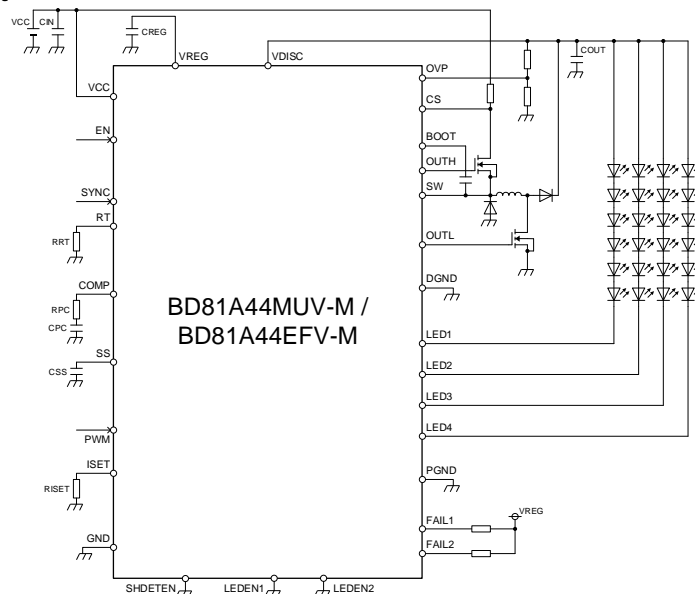 VCC CIN
CREG
VREG
VDISC
COUT
OVP
VCC
CS
EN
BOOT
OUTH
SYNC
SW
RT
RRT
OUTL
COMP
DGND
RPC
CPC
BD81A44MUV-M /
BD81A44EFV-M
LED1
SS
CSS
LED2
LED3
PWM
LED4
ISET
RISET
PGND
VREG
FAIL1
GND
FAIL2
SHDETEN
LEDEN1
LEDEN2